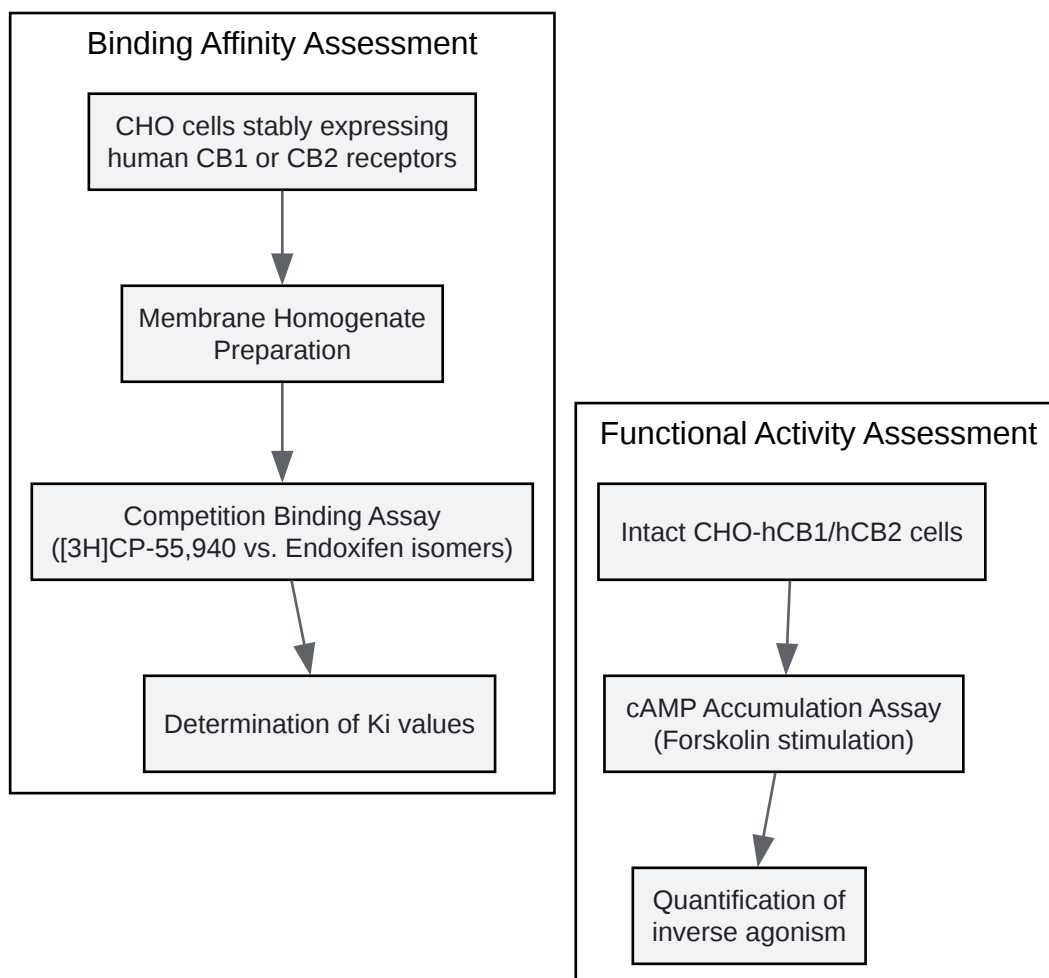 Binding Affinity Assessment
CHO cells stably expressing
human CB1 or CB2 receptors
Membrane Homogenate
Preparation
Competition Binding Assay
([3H]CP-55,940 vs. Endoxifen isomers)
Determination of Ki values
Functional Activity Assessment
Intact CHO-hCB1/hCB2 cells
cAMP Accumulation Assay
(Forskolin stimulation)
Quantification of
inverse agonism